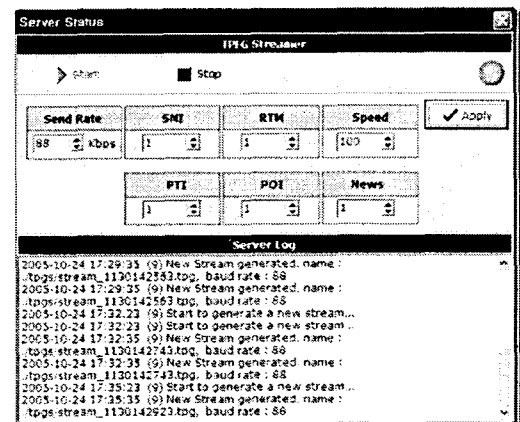 Server Status
TPEG Streamer
Start
Stop
Send Rate
SNI
RTM
Speed
Apply
88
Kbps
1
1
100
PTI
POI
News
1
1
1
Server Log
2005-10-24 17:29:35 (9) New Stream generated. name :
./tpgs/stream_1130142563.tpg, baud rate : 88
2005-10-24 17:29:35 (9) New Stream generated. name :
./tpgs/stream_1130142563.tpg, baud rate : 88
2005-10-24 17:32:23 (9) Start to generate a new stream...
2005-10-24 17:32:23 (9) Start to generate a new stream...
2005-10-24 17:32:35 (9) New Stream generated. name :
./tpgs/stream_1130142743.tpg, baud rate : 88
2005-10-24 17:32:35 (9) New Stream generated. name :
./tpgs/stream_1130142743.tpg, baud rate : 88
2005-10-24 17:35:23 (9) Start to generate a new stream...
2005-10-24 17:35:35 (9) New Stream generated. name :
./tpgs/stream_1130142923.tpg, baud rate : 88